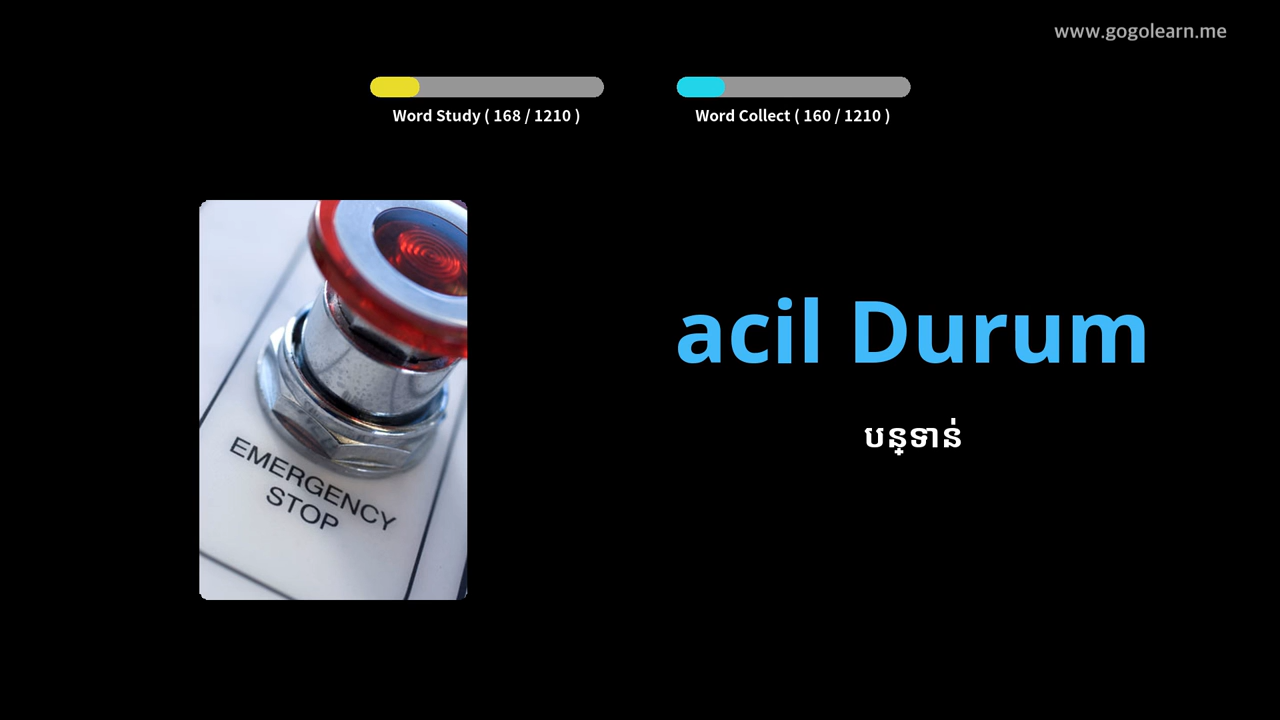 www.gogolearn.me
Word Study ( 168 / 1210 )
Word Collect ( 160 / 1210 )
acil Durum
បន្ទាន់
EMERGENCY
STOP